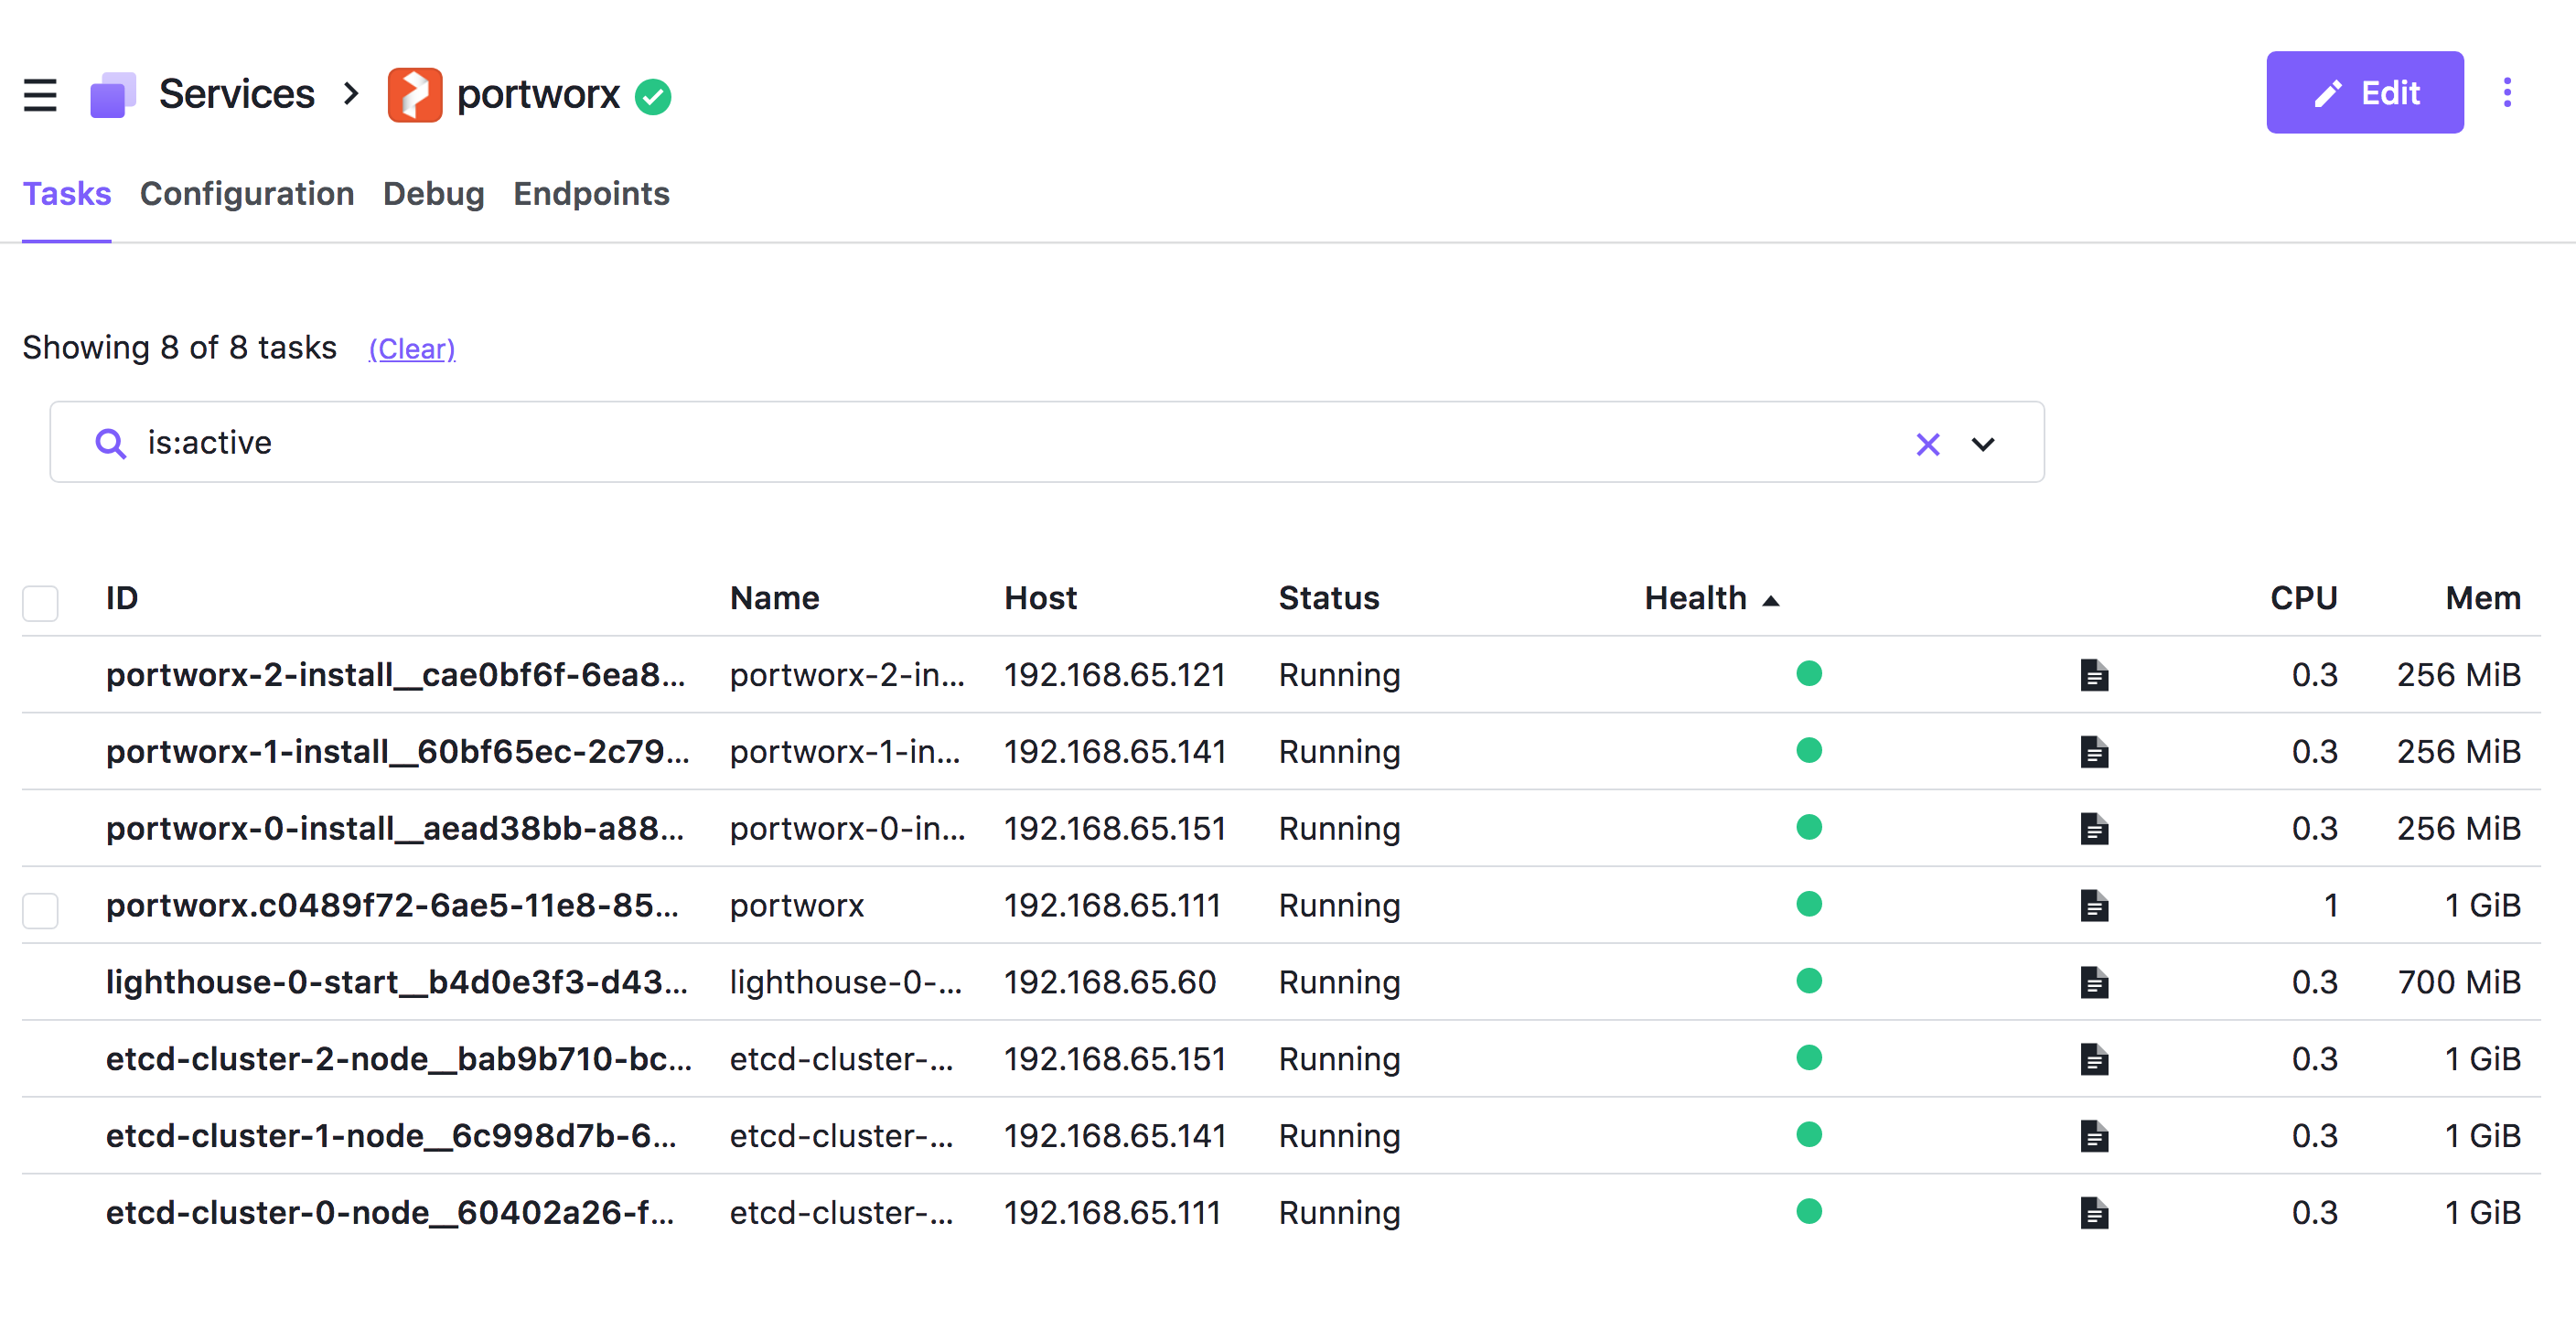 Services > portworx
Edit
Tasks Configuration Debug Endpoints
Showing 8 of 8 tasks (Clear)
is:active
ID Name Host Status Health CPU Mem
portworx-2-install__cae0bf6f-6ea8... portworx-2-in... 192.168.65.121 Running 0.3 256 MiB
portworx-1-install__60bf65ec-2c79... portworx-1-in... 192.168.65.141 Running 0.3 256 MiB
portworx-0-install__aead38bb-a88... portworx-0-in... 192.168.65.151 Running 0.3 256 MiB
portworx.c0489f72-6ae5-11e8-85... portworx 192.168.65.111 Running 1 1 GiB
lighthouse-0-start__b4d0e3f3-d43... lighthouse-0-... 192.168.65.60 Running 0.3 700 MiB
etcd-cluster-2-node__bab9b710-bc... etcd-cluster-... 192.168.65.151 Running 0.3 1 GiB
etcd-cluster-1-node__6c998d7b-6... etcd-cluster-... 192.168.65.141 Running 0.3 1 GiB
etcd-cluster-0-node__60402a26-f... etcd-cluster-... 192.168.65.111 Running 0.3 1 GiB